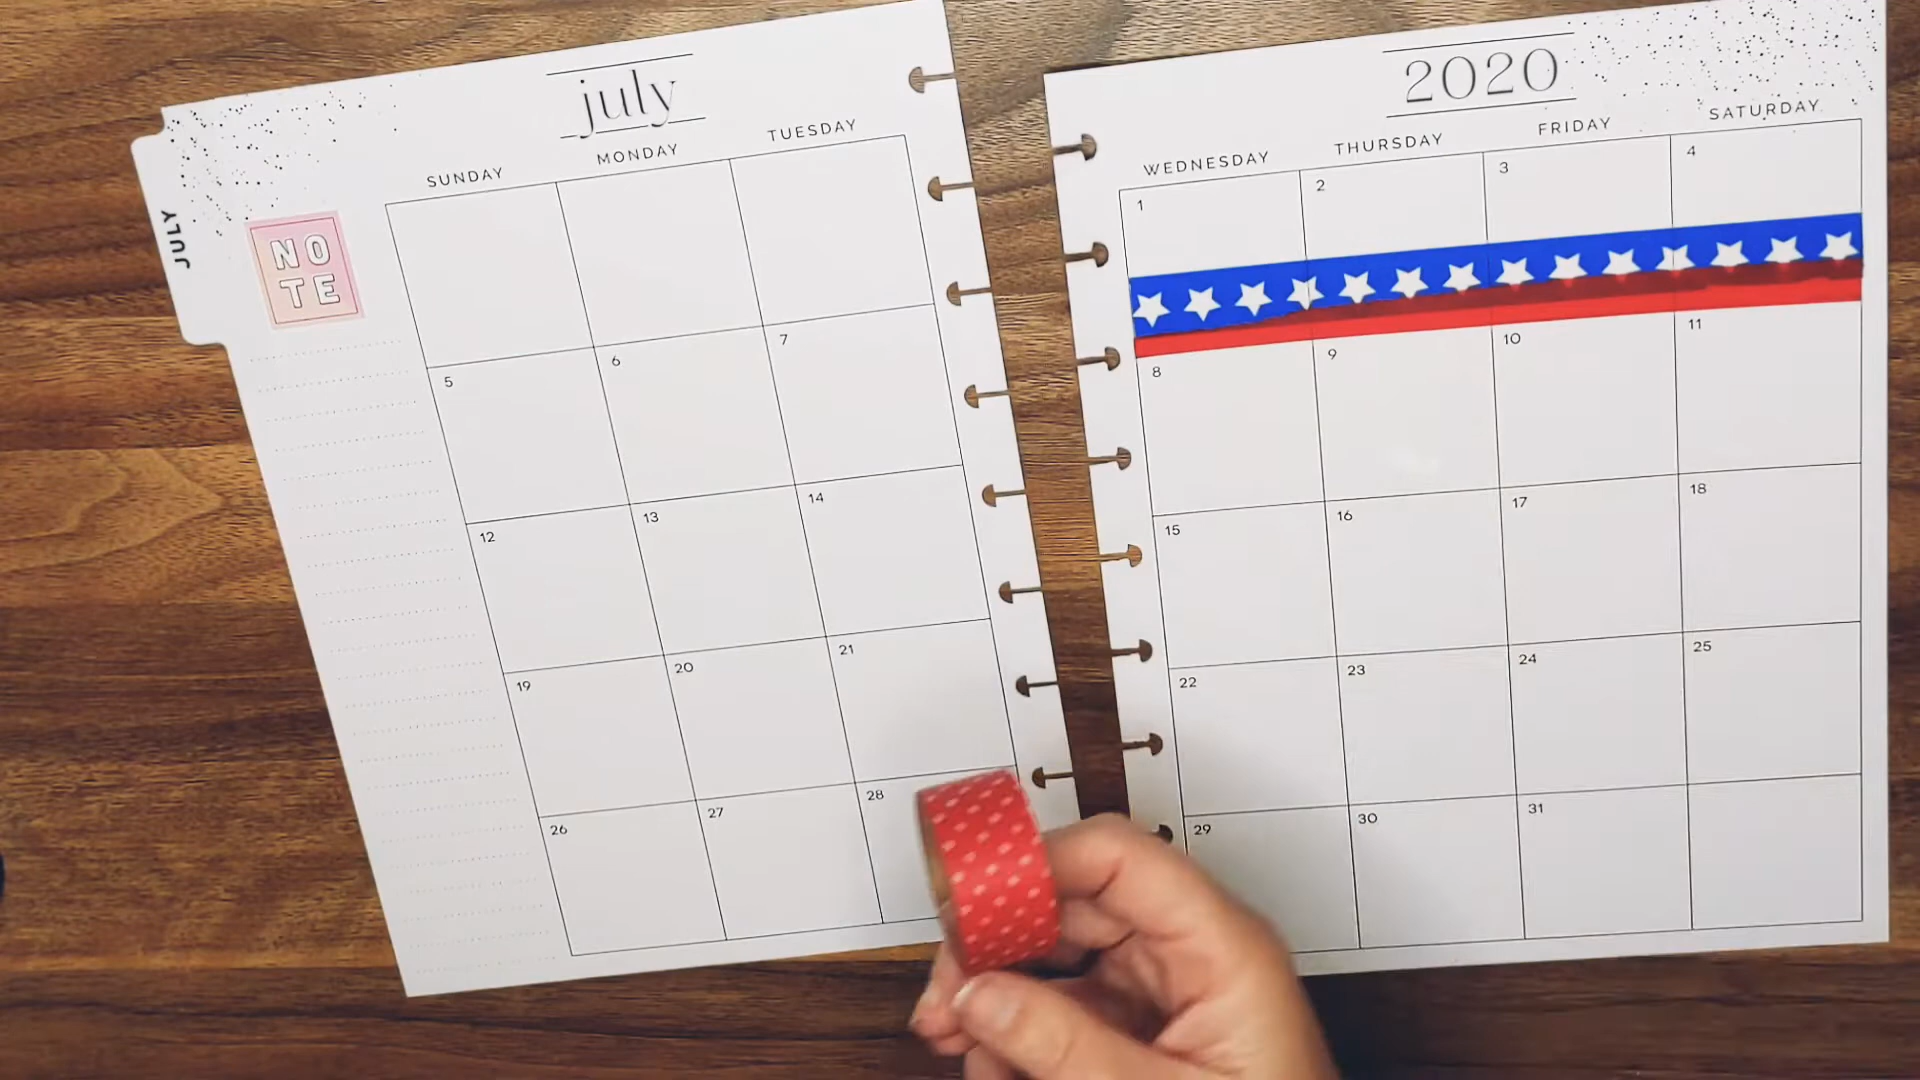 july
SUNDAY MONDAY TUESDAY
JULY
NO
TE
5 6 7
12 13 14
19 20 21
26 27 28
2020
WEDNESDAY THURSDAY FRIDAY SATURDAY
1 2 3 4
8 9 10 11
15 16 17 18
22 23 24 25
29 30 31